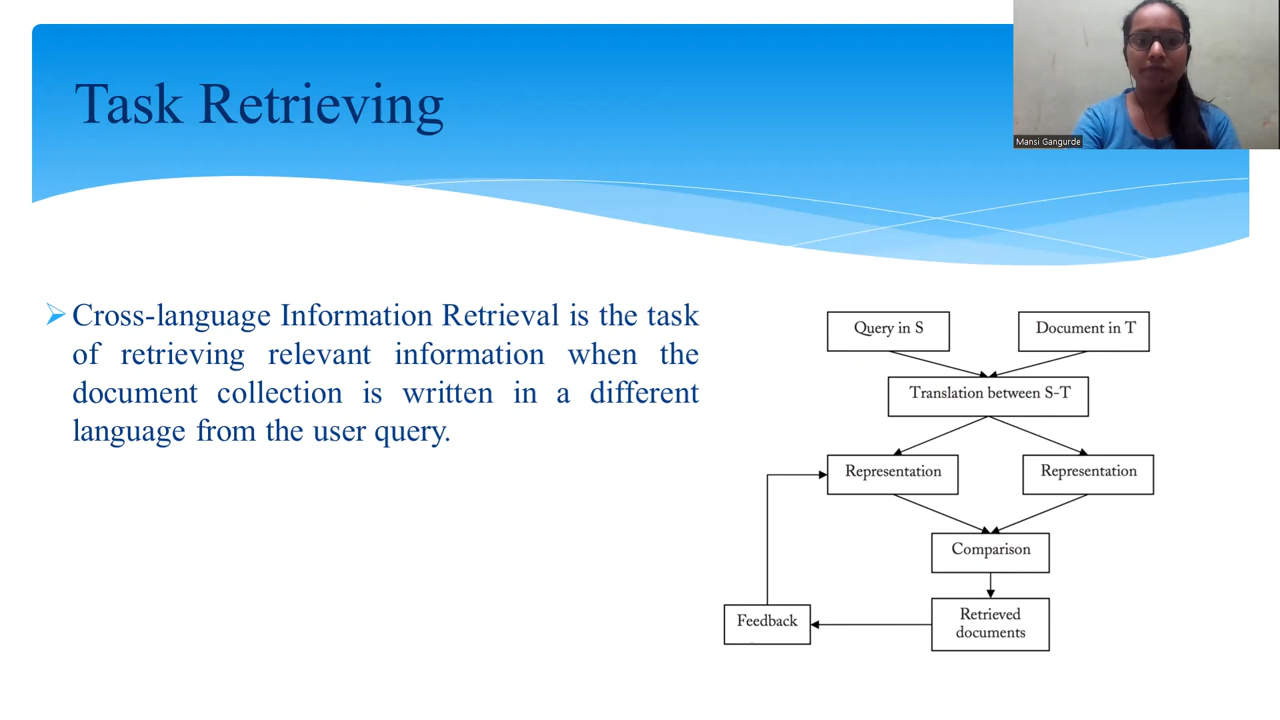 Task Retrieving
Mansi Gangurde
Cross-language Information Retrieval is the task
of retrieving relevant information when the
document collection is written in a different
language from the user query.
Query in S
Document in T
Translation between S-T
Representation
Representation
Comparison
Retrieved
documents
Feedback